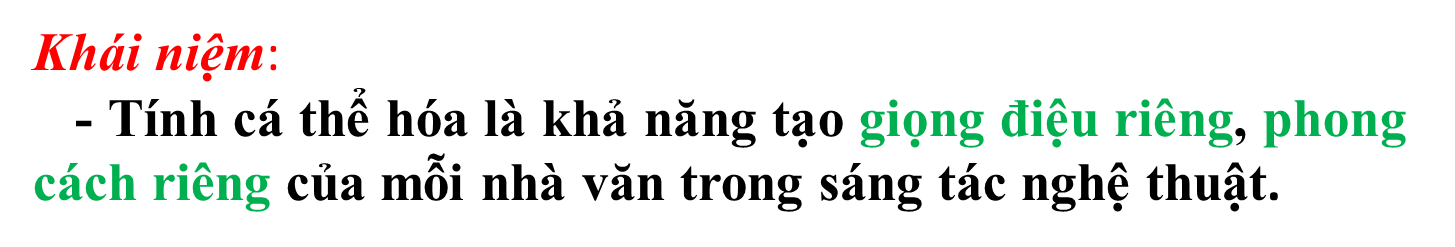 Khái niệm:
- Tính cá thể hóa là khả năng tạo giọng điệu riêng, phong
cách riêng của mỗi nhà văn trong sáng tác nghệ thuật.